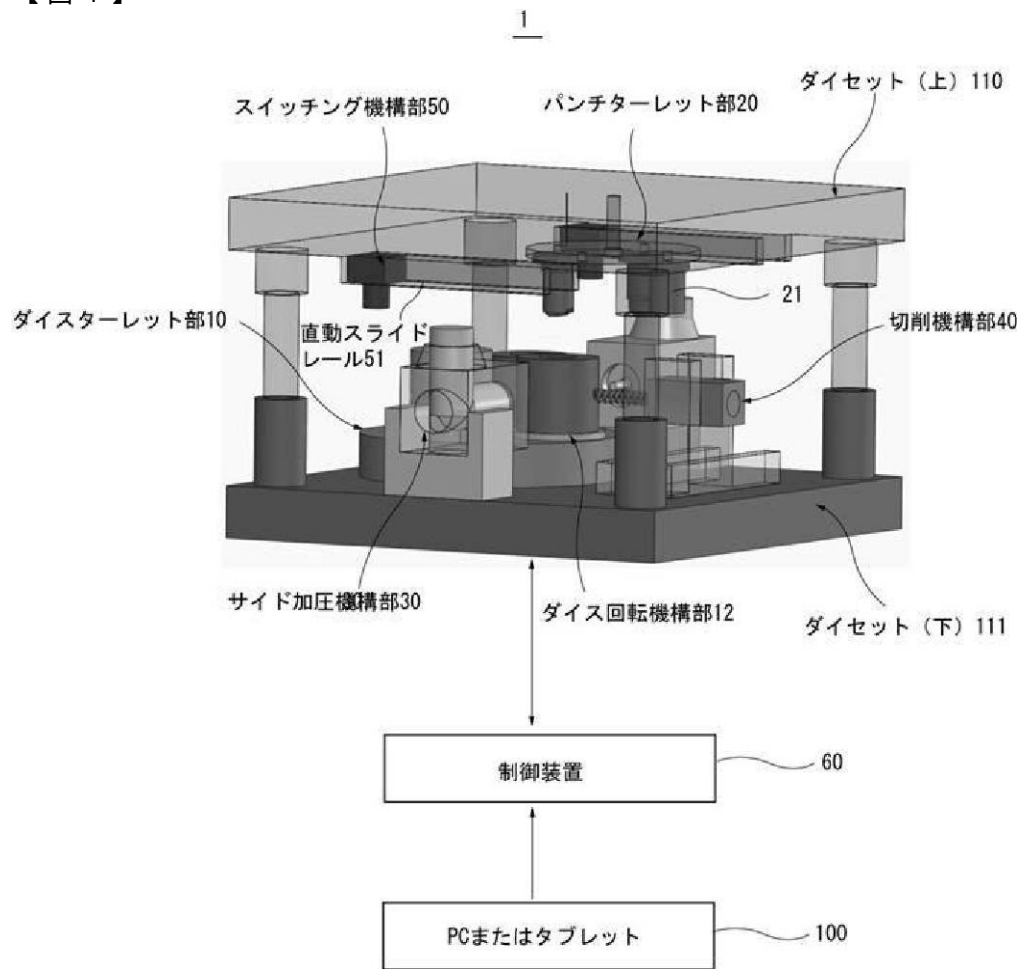 1
ダイセット（上）110
スイッチング機構部50
パンチターレット部20
21
ダイスターレット部10
直動スライド
レール51
切削機構部40
サイド加圧機構部30
ダイス回転機構部12
ダイセット（下）111
制御装置
60
PCまたはタブレット
100